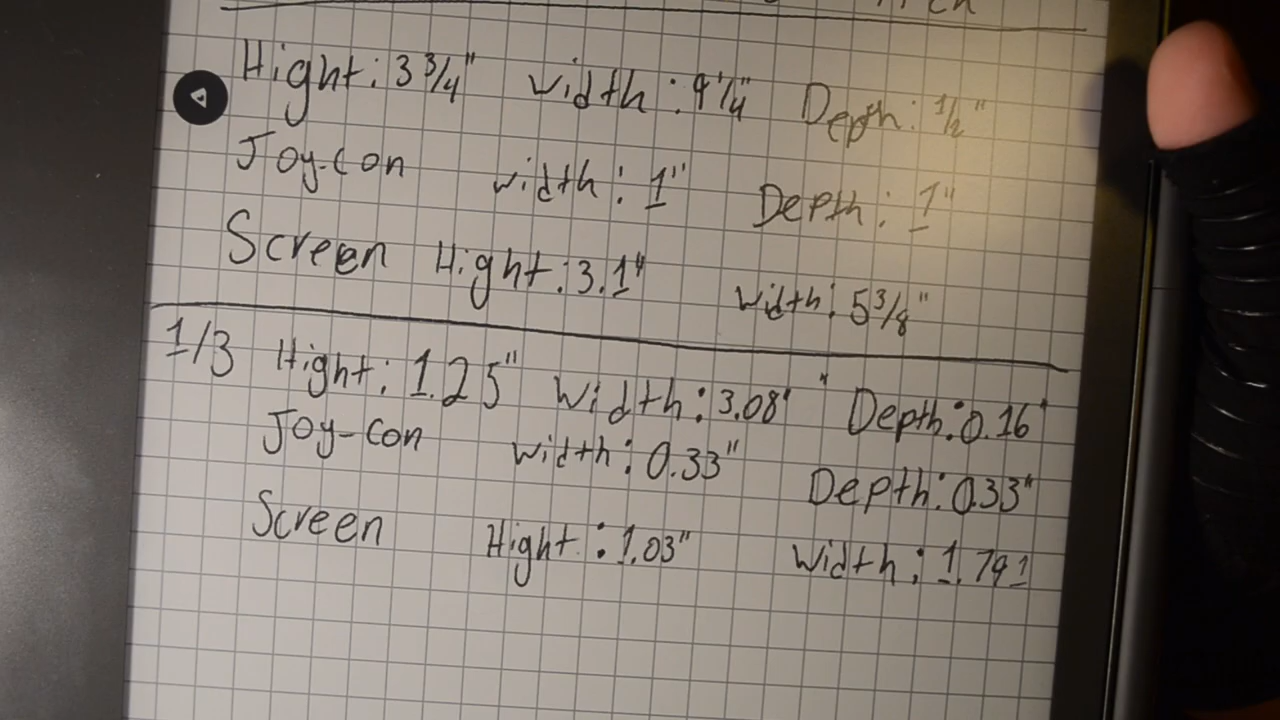 Hight: 3 3/4" Width: 9 1/4" Depth: 1/2"
Joy-con Width: 1" Depth: 1"
Screen Hight: 3.1" Width: 5 3/8"
1/3 Hight: 1.25" Width: 3.08" Depth: 0.16"
Joy-Con Width: 0.33" Depth: 0.33"
Screen Hight: 1.03" Width: 1.791